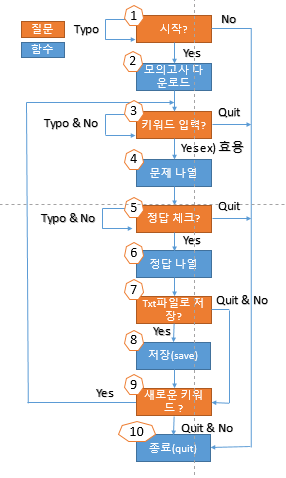 질문
함수
Typo
1
시작?
No
Yes
2
모의고사 다
운로드
3
키워드 입력?
Quit
Typo & No
Yes
ex) 효용
4
문제 나열
5
정답 체크?
Quit
Typo & No
Yes
6
정답 나열
7
Txt파일로 저
장?
Quit & No
Yes
8
저장(save)
9
새로운 키워
드 ?
Yes
Quit & No
10
종료(quit)